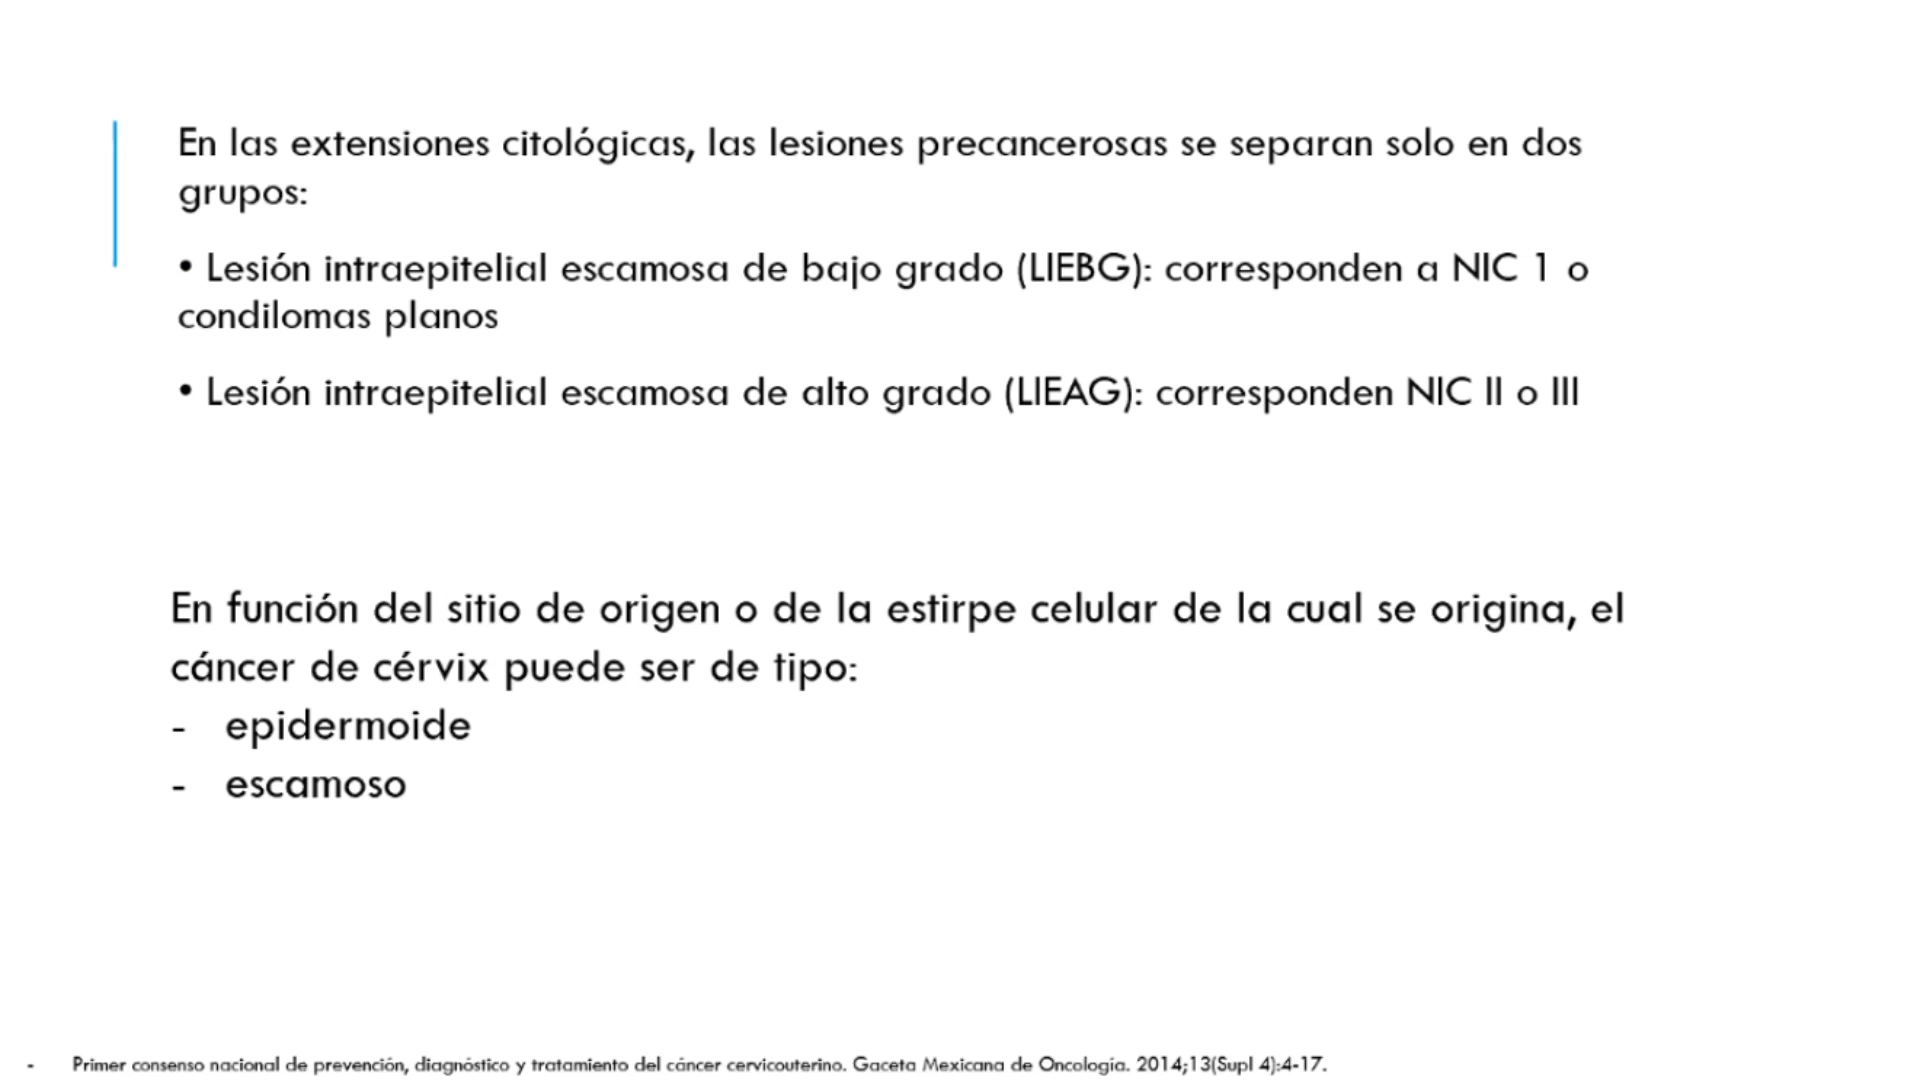 En las extensiones citológicas, las lesiones precancerosas se separan solo en dos
grupos:
• Lesión intraepitelial escamosa de bajo grado (LIEBG): corresponden a NIC 1 o
condilomas planos
• Lesión intraepitelial escamosa de alto grado (LIEAG): corresponden NIC II o III
En función del sitio de origen o de la estirpe celular de la cual se origina, el
cáncer de cérvix puede ser de tipo:
- epidermoide
- escamoso
- Primer consenso nacional de prevención, diagnóstico y tratamiento del cáncer cervicouterino. Gaceta Mexicana de Oncología. 2014;13(Supl 4):4-17.